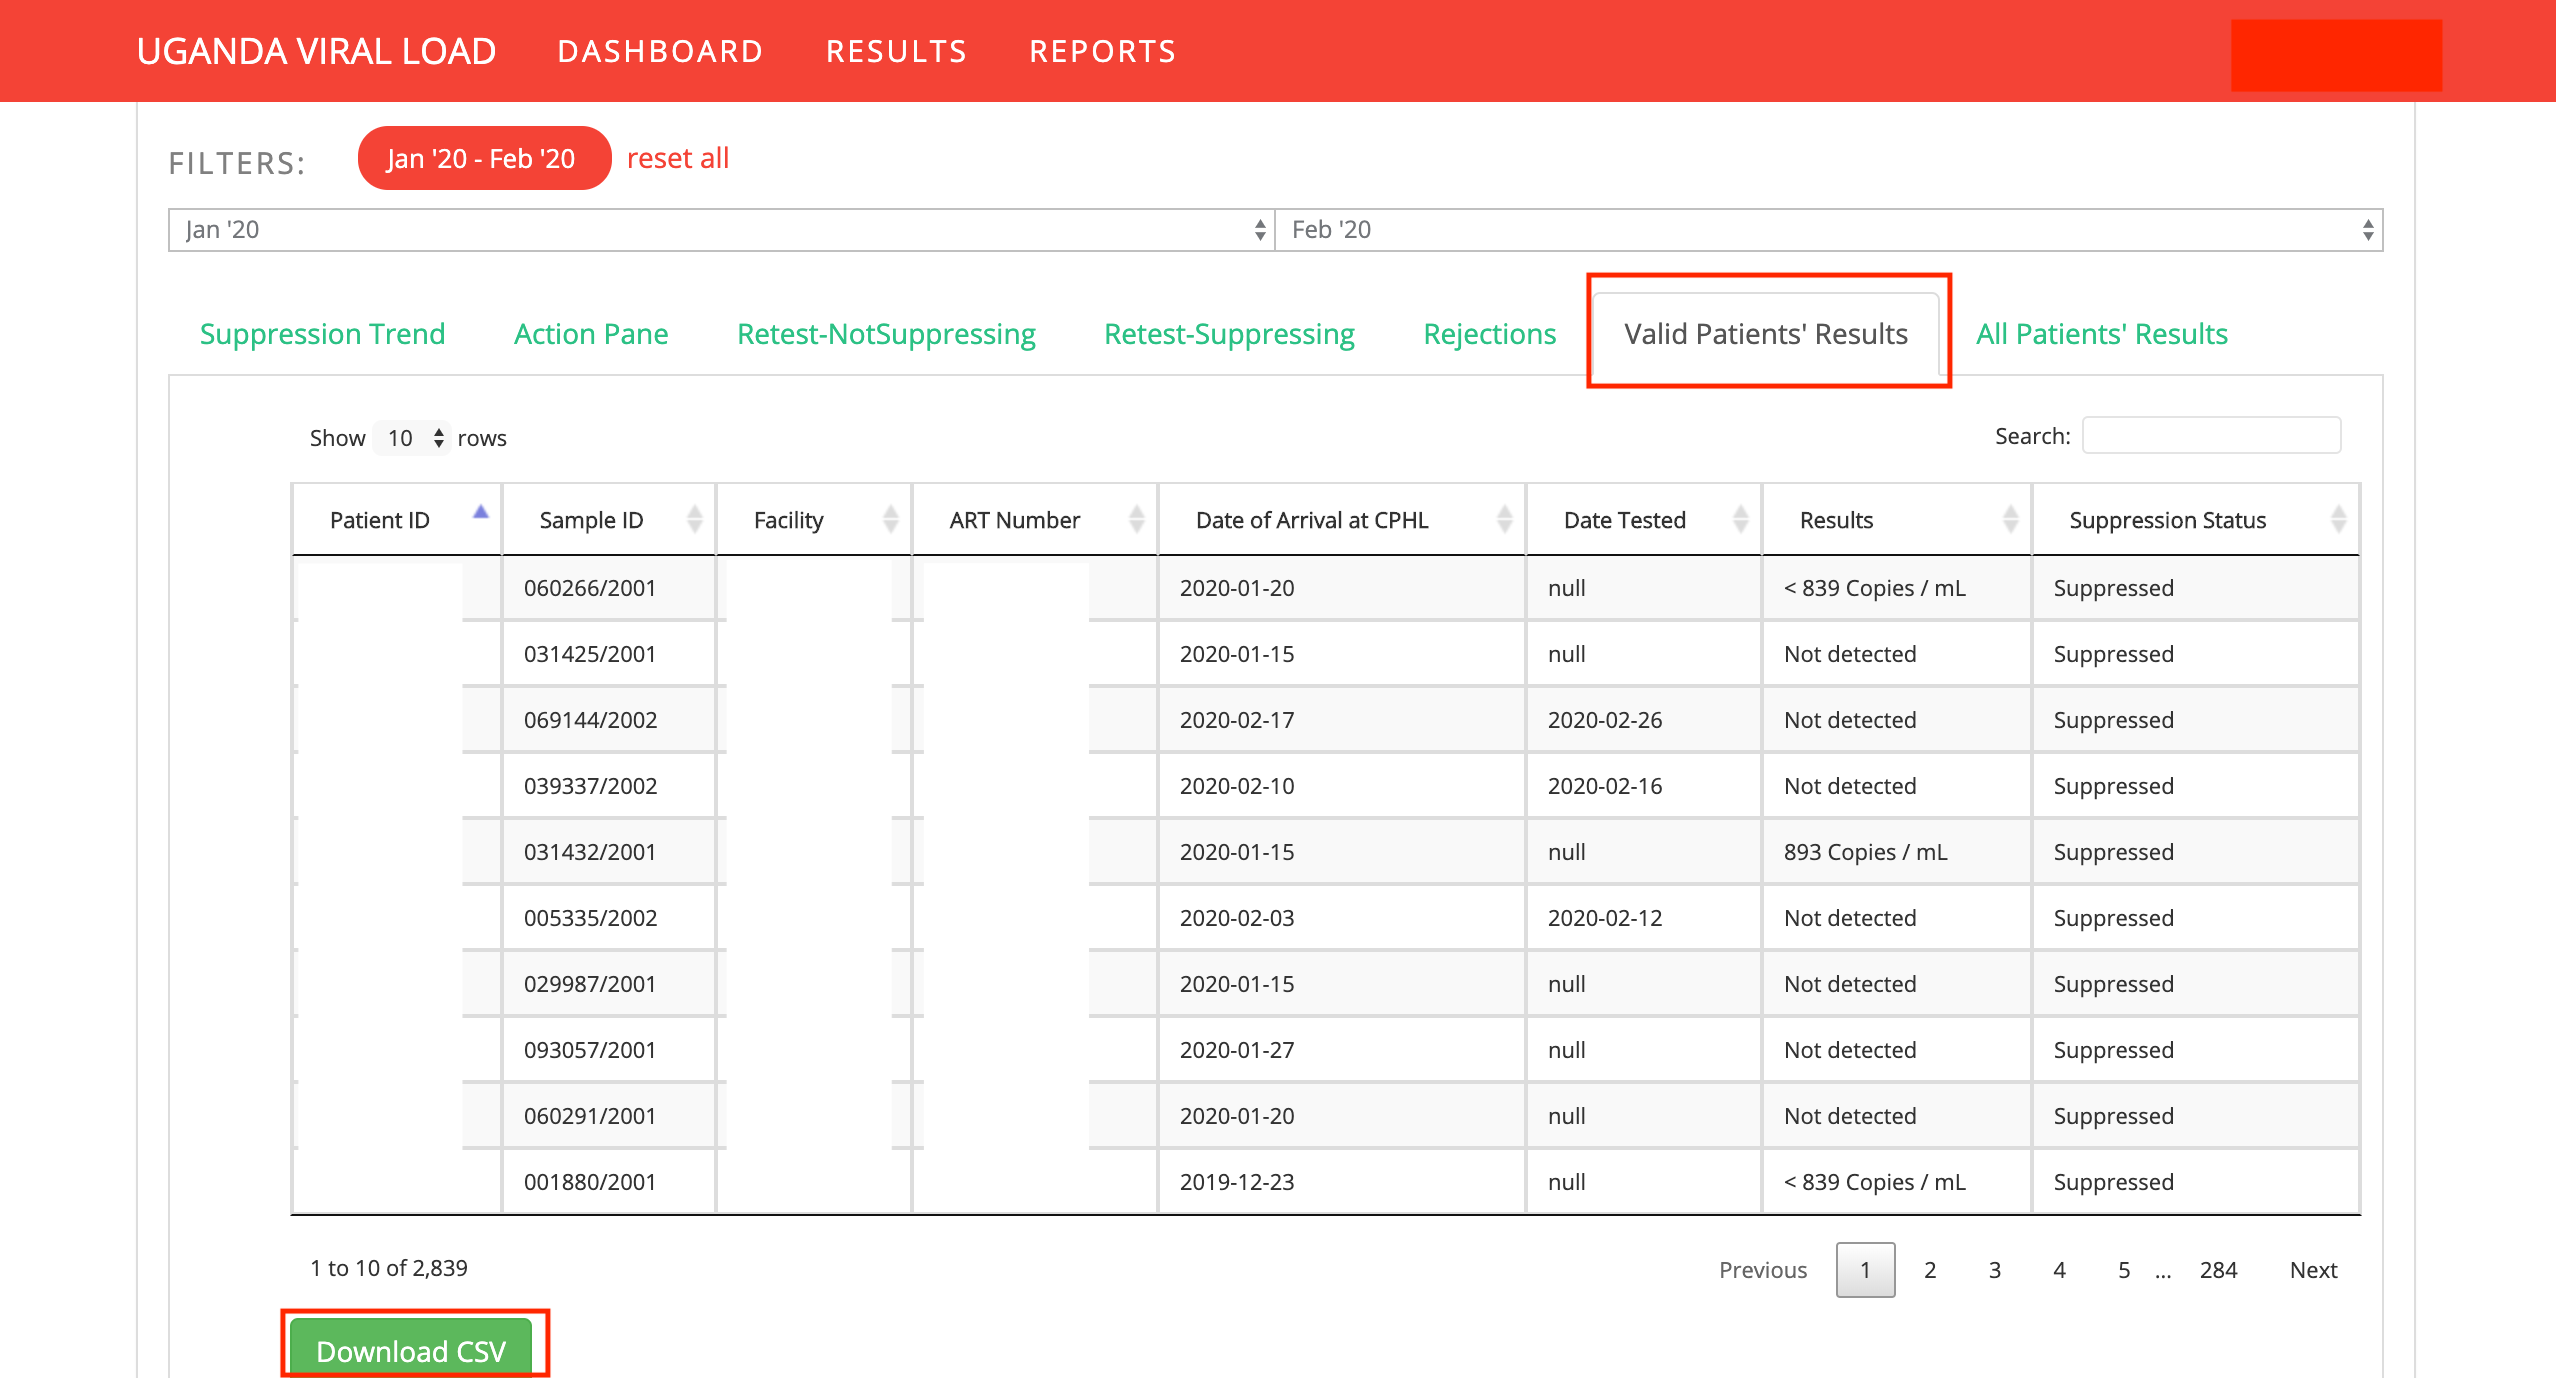 UGANDA VIRAL LOAD DASHBOARD RESULTS REPORTS
FILTERS: Jan '20 - Feb '20 reset all
Jan '20 Feb '20
Suppression Trend Action Pane Retest-NotSuppressing Retest-Suppressing Rejections Valid Patients' Results All Patients' Results
Show 10 rows Search:
Patient ID Sample ID Facility ART Number Date of Arrival at CPHL Date Tested Results Suppression Status
060266/2001 2020-01-20 null < 839 Copies / mL Suppressed
031425/2001 2020-01-15 null Not detected Suppressed
069144/2002 2020-02-17 2020-02-26 Not detected Suppressed
039337/2002 2020-02-10 2020-02-16 Not detected Suppressed
031432/2001 2020-01-15 null 893 Copies / mL Suppressed
005335/2002 2020-02-03 2020-02-12 Not detected Suppressed
029987/2001 2020-01-15 null Not detected Suppressed
093057/2001 2020-01-27 null Not detected Suppressed
060291/2001 2020-01-20 null Not detected Suppressed
001880/2001 2019-12-23 null < 839 Copies / mL Suppressed
1 to 10 of 2,839 Previous 1 2 3 4 5 ... 284 Next
Download CSV